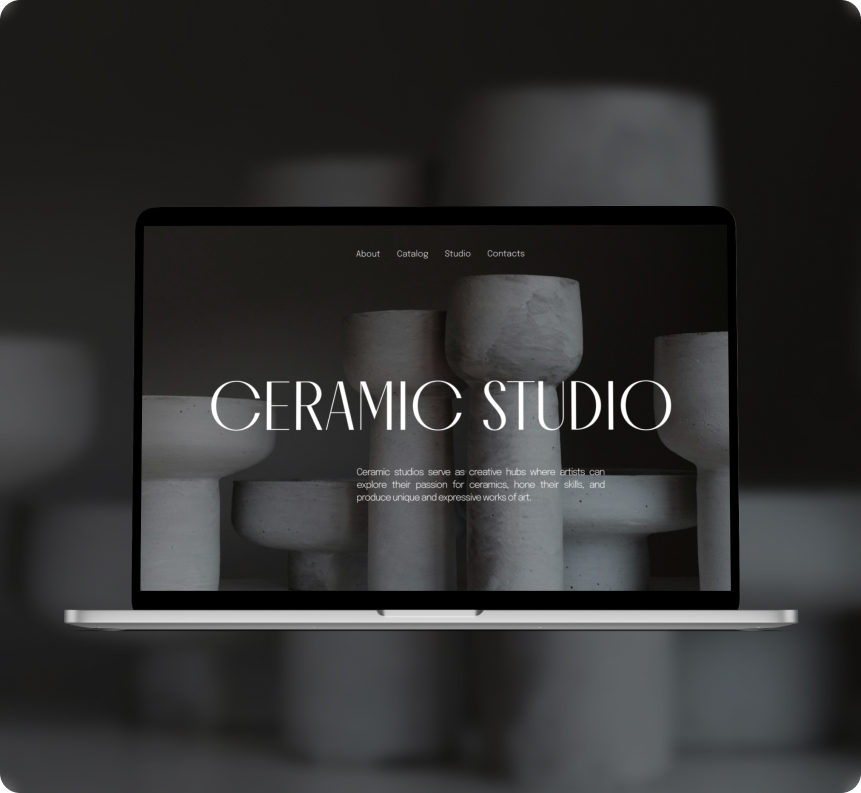 About Catalog Studio Contacts
CERAMIC STUDIO
Ceramic studios serve as creative hubs where artists can
explore their passion for ceramics, hone their skills, and
produce unique and expressive works of art.